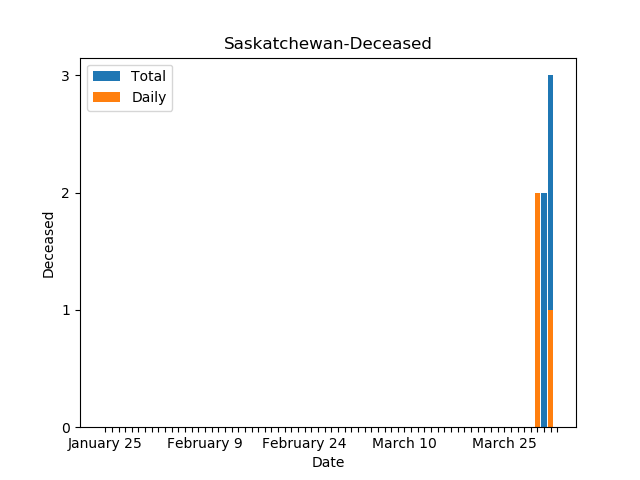 Saskatchewan-Deceased
Total
Daily
3
2
1
0
Deceased
January 25
February 9
February 24
March 10
March 25
Date